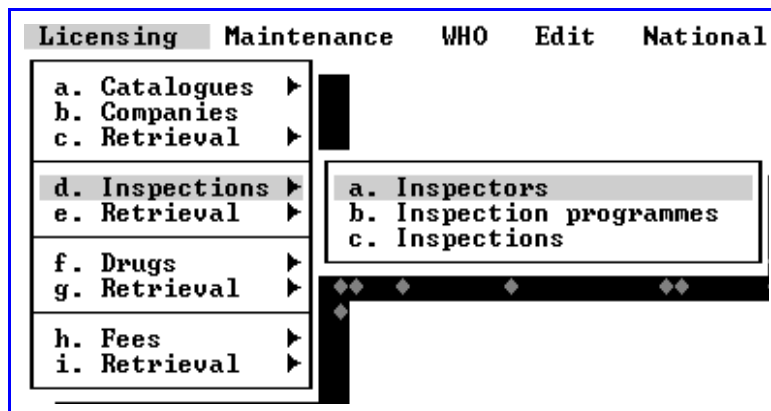 Licensing Maintenance WHO Edit National
a. Catalogues
b. Companies
c. Retrieval
d. Inspections
e. Retrieval
f. Drugs
g. Retrieval
h. Fees
i. Retrieval
a. Inspectors
b. Inspection programmes
c. Inspections